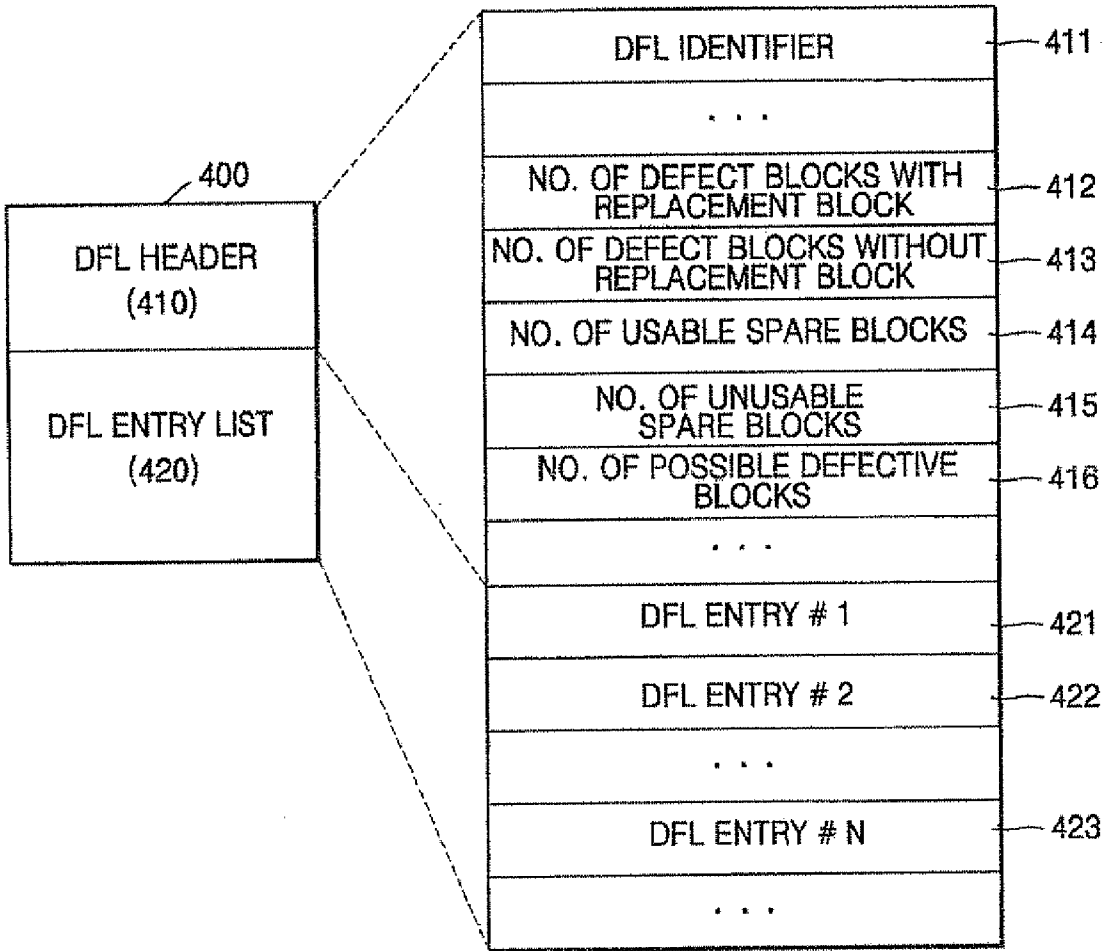 400
DFL HEADER
(410)
DFL ENTRY LIST
(420)
DFL IDENTIFIER
411
. . .
NO. OF DEFECT BLOCKS WITH
REPLACEMENT BLOCK
412
NO. OF DEFECT BLOCKS WITHOUT
REPLACEMENT BLOCK
413
NO. OF USABLE SPARE BLOCKS
414
NO. OF UNUSABLE
SPARE BLOCKS
415
NO. OF POSSIBLE DEFECTIVE
BLOCKS
416
. . .
DFL ENTRY # 1
421
DFL ENTRY # 2
422
. . .
DFL ENTRY # N
423
. . .